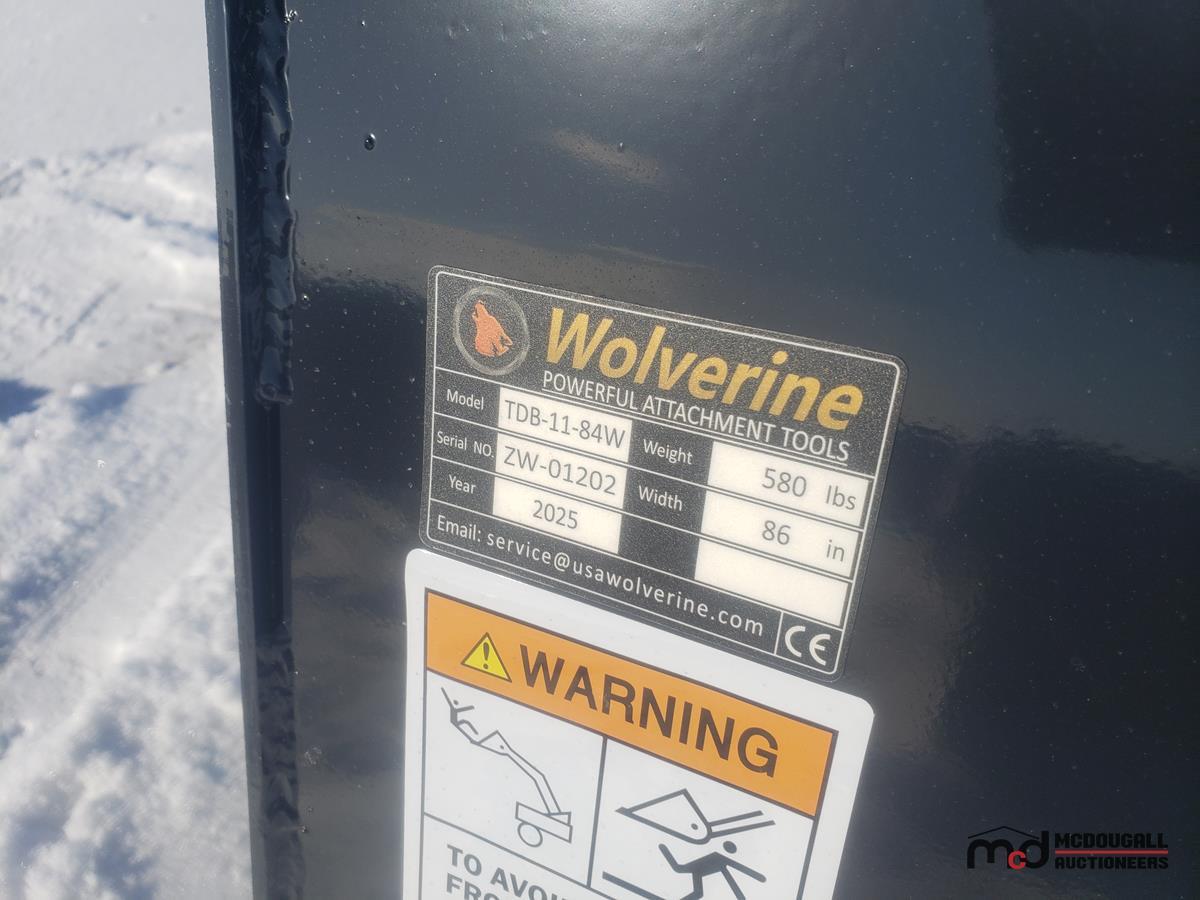 Wolverine
POWERFUL ATTACHMENT TOOLS
Model TDB-11-84W Weight 580 lbs
Serial NO. ZW-01202 Width 86 in
Year 2025
Email: service@usawolverine.com CE
WARNING
TO AVOI
FRO
mcd MCDOUGALL
AUCTIONEERS